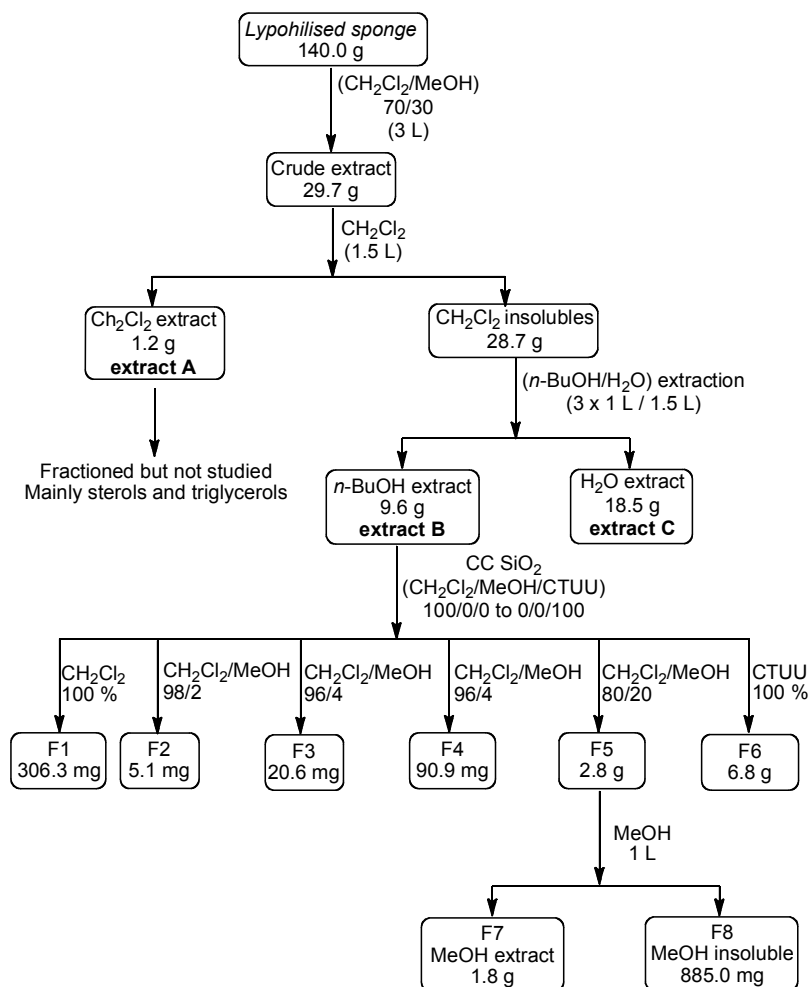 Lypohilised sponge
140.0 g
(CH₂Cl₂/MeOH)
70/30
(3 L)
Crude extract
29.7 g
CH₂Cl₂
(1.5 L)
Ch₂Cl₂ extract
1.2 g
extract A
CH₂Cl₂ insolubles
28.7 g
(n-BuOH/H₂O) extraction
(3 x 1 L / 1.5 L)
Fractioned but not studied
Mainly sterols and triglycerols
n-BuOH extract
9.6 g
extract B
H₂O extract
18.5 g
extract C
CC SiO₂
(CH₂Cl₂/MeOH/CTUU)
100/0/0 to 0/0/100
CH₂Cl₂
100 %
CH₂Cl₂/MeOH
98/2
CH₂Cl₂/MeOH
96/4
CH₂Cl₂/MeOH
96/4
CH₂Cl₂/MeOH
80/20
CTUU
100 %
F1
306.3 mg
F2
5.1 mg
F3
20.6 mg
F4
90.9 mg
F5
2.8 g
F6
6.8 g
MeOH
1 L
F7
MeOH extract
1.8 g
F8
MeOH insoluble
885.0 mg